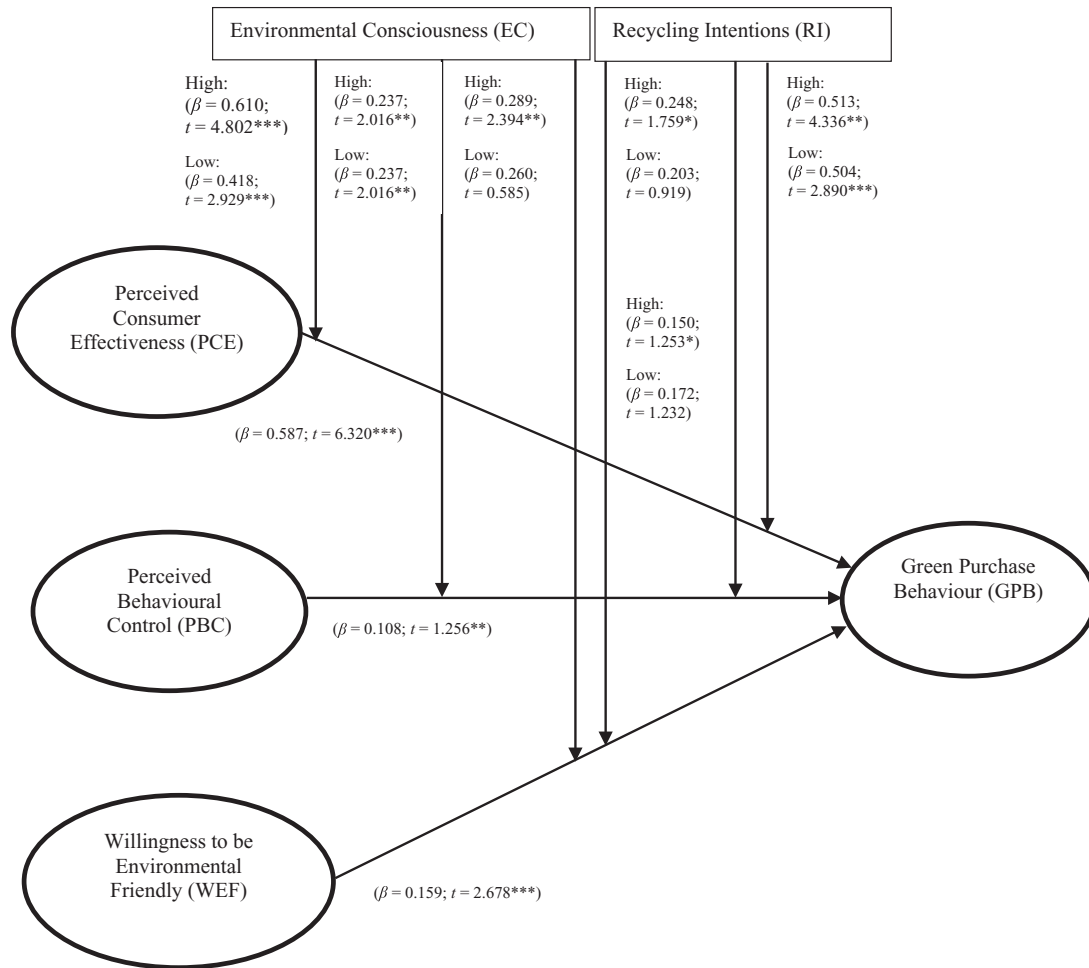 Environmental Consciousness (EC)
Recycling Intentions (RI)
High:
(β = 0.610;
t = 4.802***)
Low:
(β = 0.418;
t = 2.929***)
High:
(β = 0.237;
t = 2.016**)
Low:
(β = 0.237;
t = 2.016**)
High:
(β = 0.289;
t = 2.394**)
Low:
(β = 0.260;
t = 0.585)
High:
(β = 0.248;
t = 1.759*)
Low:
(β = 0.203;
t = 0.919)
High:
(β = 0.513;
t = 4.336**)
Low:
(β = 0.504;
t = 2.890***)
High:
(β = 0.150;
t = 1.253*)
Low:
(β = 0.172;
t = 1.232)
Perceived
Consumer
Effectiveness (PCE)
(β = 0.587; t = 6.320***)
Perceived
Behavioural
Control (PBC)
(β = 0.108; t = 1.256**)
Green Purchase
Behaviour (GPB)
Willingness to be
Environmental
Friendly (WEF)
(β = 0.159; t = 2.678***)